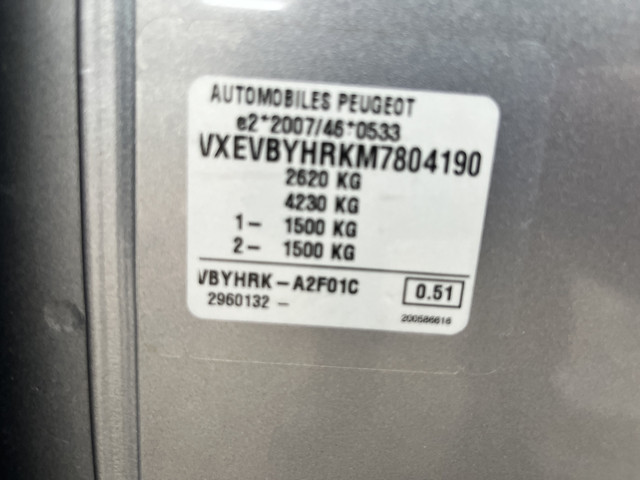 AUTOMOBILES PEUGEOT
e2*2007/46*0533
VXEVBYHRKM7804190
2620 KG
4230 KG
1- 1500 KG
2- 1500 KG
VBYHRK-A2F01C 0.51
2960132 -
200586618